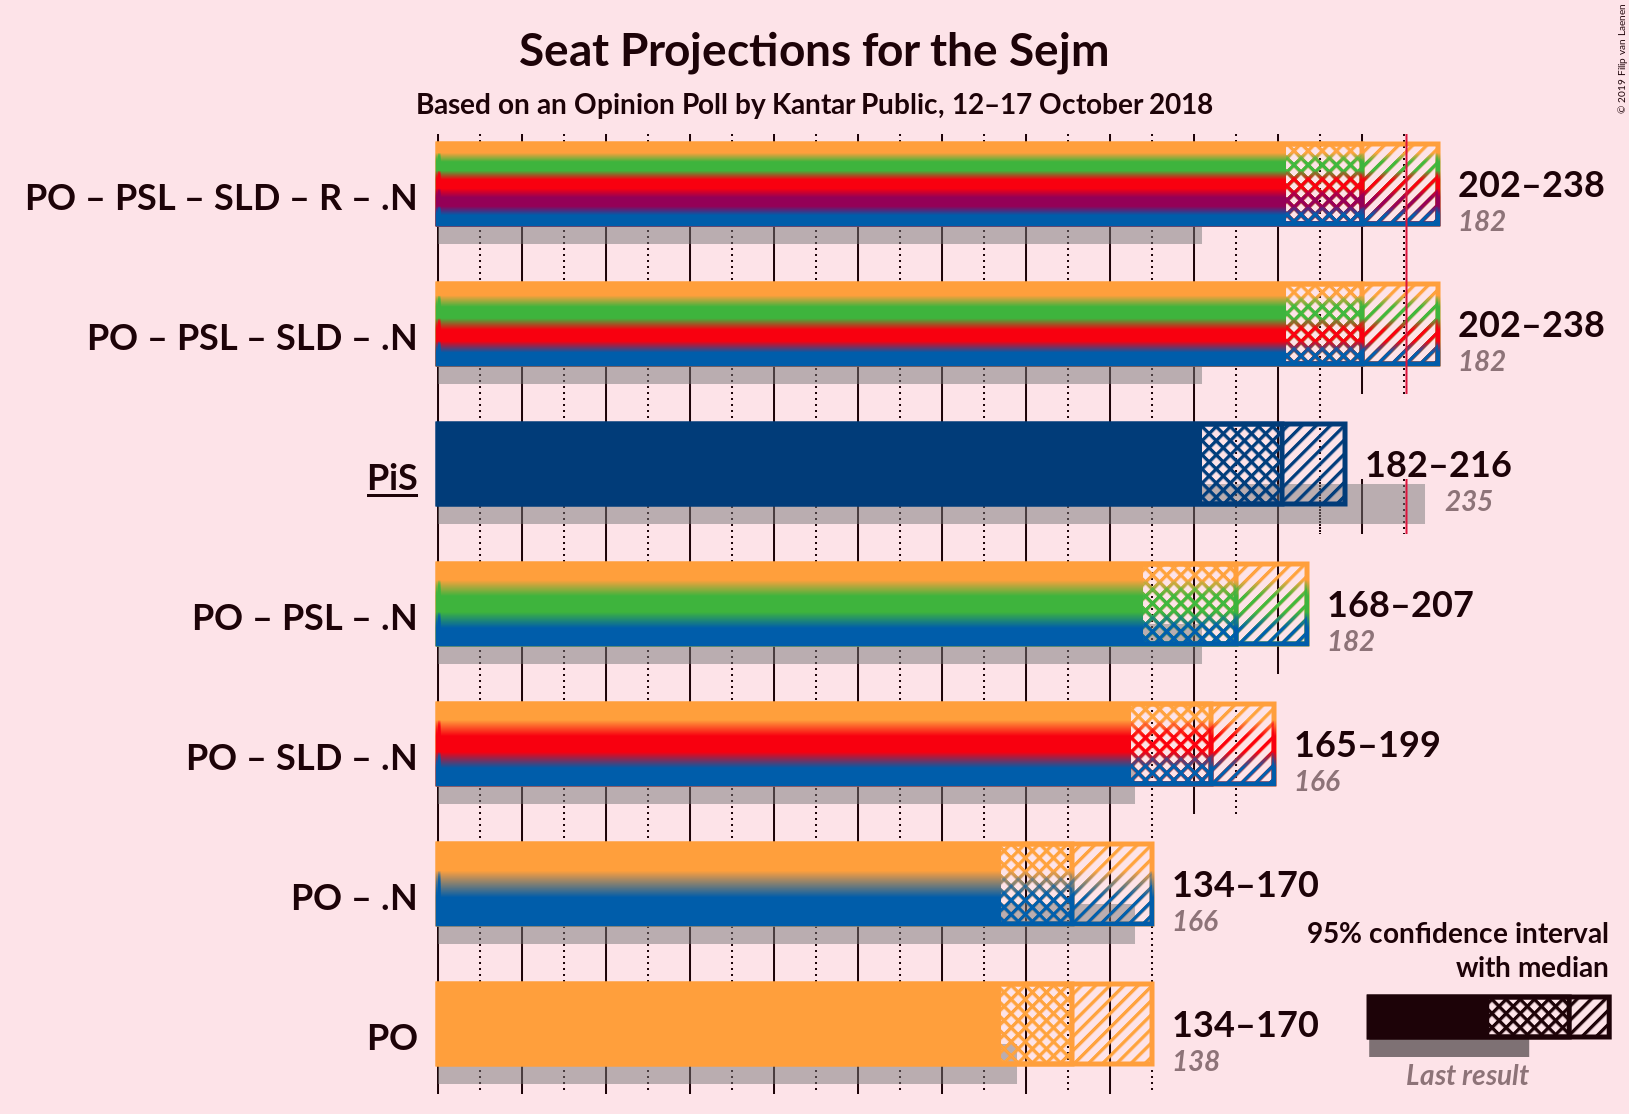 Seat Projections for the Sejm
Based on an Opinion Poll by Kantar Public, 12–17 October 2018
© 2019 Filip van Laenen
PO – PSL – SLD – R – .N
202–238
182
PO – PSL – SLD – .N
202–238
182
PiS
182–216
235
PO – PSL – .N
168–207
182
PO – SLD – .N
165–199
166
PO – .N
134–170
166
PO
134–170
138
95% confidence interval
with median
Last result